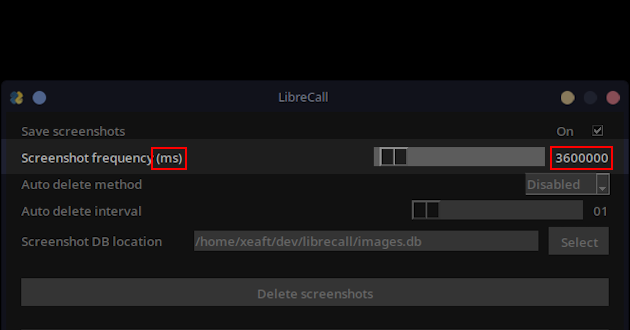 LibreCall
Save screenshots On
Screenshot frequency (ms) 3600000
Auto delete method Disabled
Auto delete interval 01
Screenshot DB location /home/xeaft/dev/librecall/images.db Select
Delete screenshots